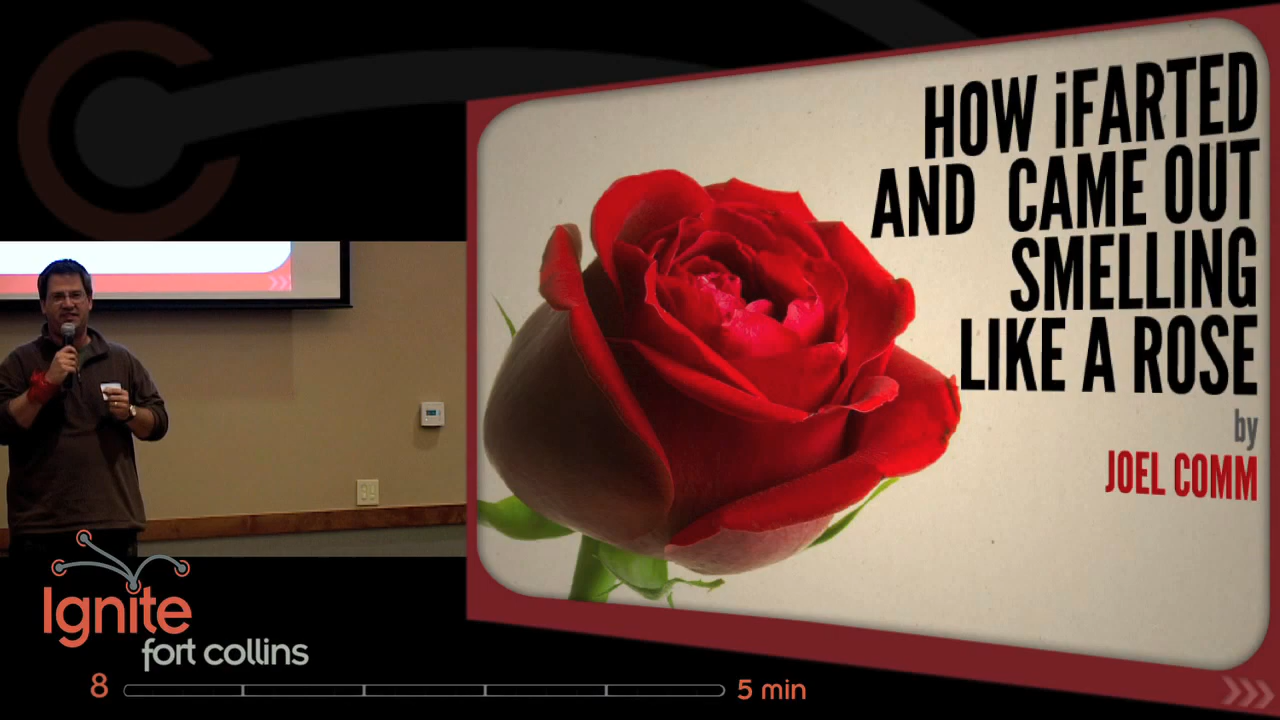 HOW iFARTED
AND CAME OUT
SMELLING
LIKE A ROSE
by
JOEL COMM
Ignite
fort collins
8
5 min